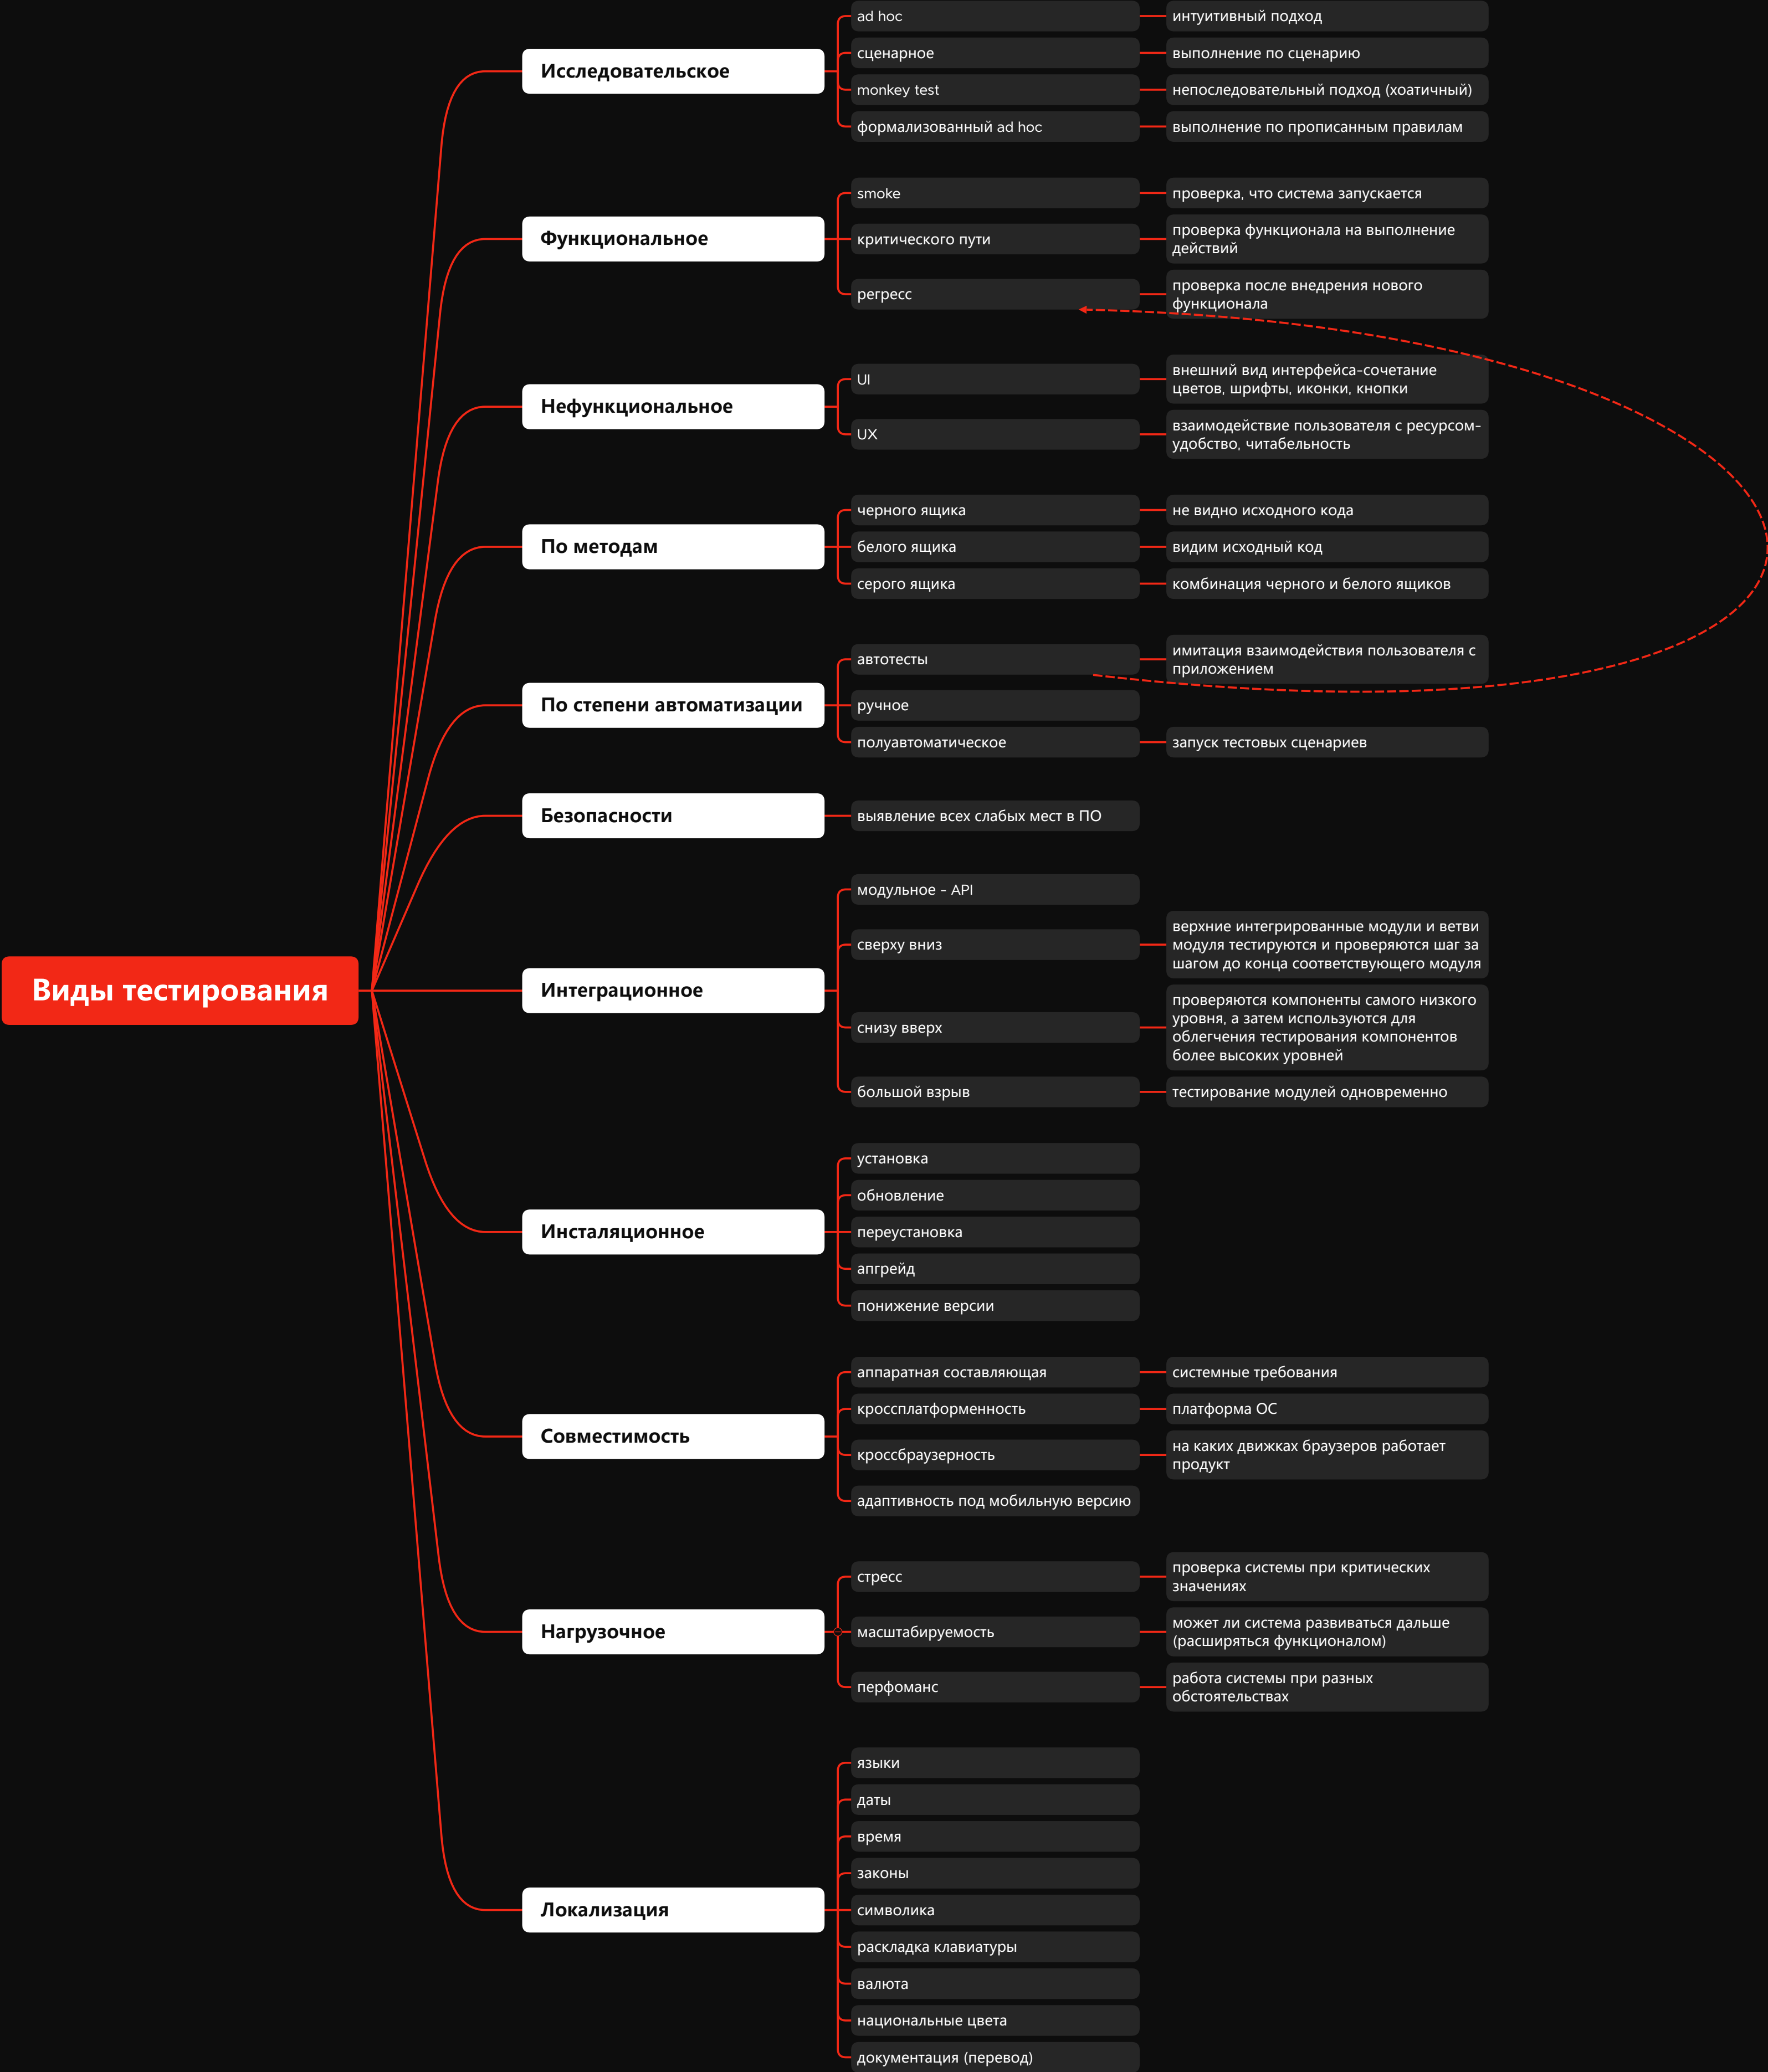 Виды тестирования
Исследовательское
ad hoc
интуитивный подход
сценарное
выполнение по сценарию
monkey test
непоследовательный подход (хоатичный)
формализованный ad hoc
выполнение по прописанным правилам
Функциональное
smoke
проверка, что система запускается
критического пути
проверка функционала на выполнение
действий
регресс
проверка после внедрения нового
функционала
Нефункциональное
UI
внешний вид интерфейса-сочетание
цветов, шрифты, иконки, кнопки
UX
взаимодействие пользователя с ресурсом-
удобство, читабельность
По методам
черного ящика
не видно исходного кода
белого ящика
видим исходный код
серого ящика
комбинация черного и белого ящиков
По степени автоматизации
автотесты
имитация взаимодействия пользователя с
приложением
ручное
полуавтоматическое
запуск тестовых сценариев
Безопасности
выявление всех слабых мест в ПО
Интеграционное
модульное - API
сверху вниз
верхние интегрированные модули и ветви
модуля тестируются и проверяются шаг за
шагом до конца соответствующего модуля
снизу вверх
проверяются компоненты самого низкого
уровня, а затем используются для
облегчения тестирования компонентов
более высоких уровней
большой взрыв
тестирование модулей одновременно
Инсталяционное
установка
обновление
переустановка
апгрейд
понижение версии
Совместимость
аппаратная составляющая
системные требования
кроссплатформенность
платформа ОС
кроссбраузерность
на каких движках браузеров работает
продукт
адаптивность под мобильную версию
Нагрузочное
стресс
проверка системы при критических
значениях
масштабируемость
может ли система развиваться дальше
(расширяться функционалом)
перфоманс
работа системы при разных
обстоятельствах
Локализация
языки
даты
время
законы
символика
раскладка клавиатуры
валюта
национальные цвета
документация (перевод)